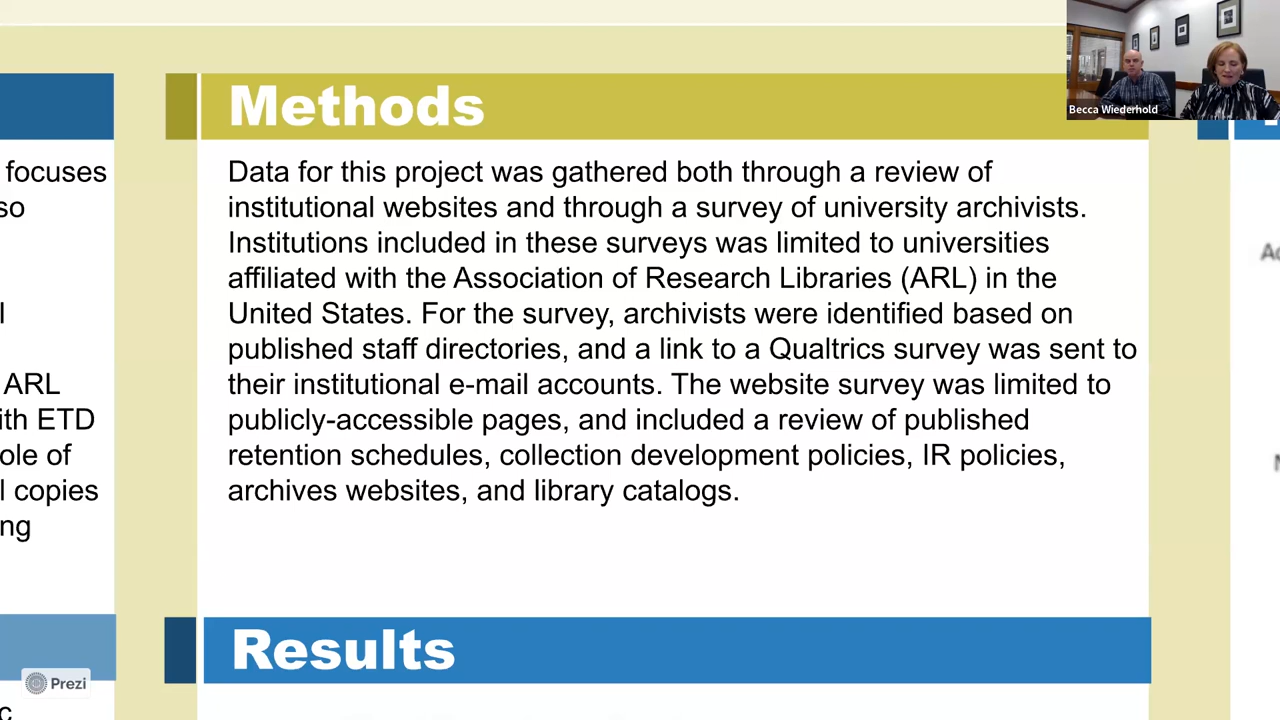 Becca Wiederhold
focuses
so
ARL
ETD
of
copies
Methods
Data for this project was gathered both through a review of
institutional websites and through a survey of university archivists.
Institutions included in these surveys was limited to universities
affiliated with the Association of Research Libraries (ARL) in the
United States. For the survey, archivists were identified based on
published staff directories, and a link to a Qualtrics survey was sent to
their institutional e-mail accounts. The website survey was limited to
publicly-accessible pages, and included a review of published
retention schedules, collection development policies, IR policies,
archives websites, and library catalogs.
Results
Prezi